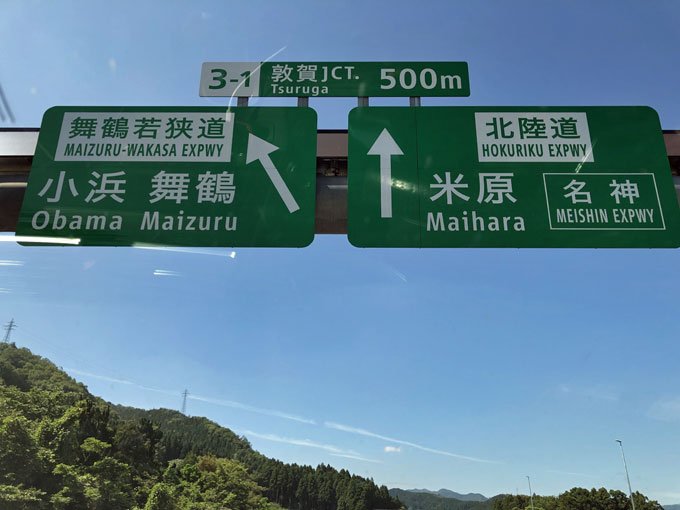 3-1 敦賀JCT. 500m
Tsuruga
舞鶴若狭道
MAIZURU-WAKASA EXPWY
小浜 舞鶴
Obama Maizuru
北陸道
HOKURIKU EXPWY
米原
Maihara
名神
MEISHIN EXPWY